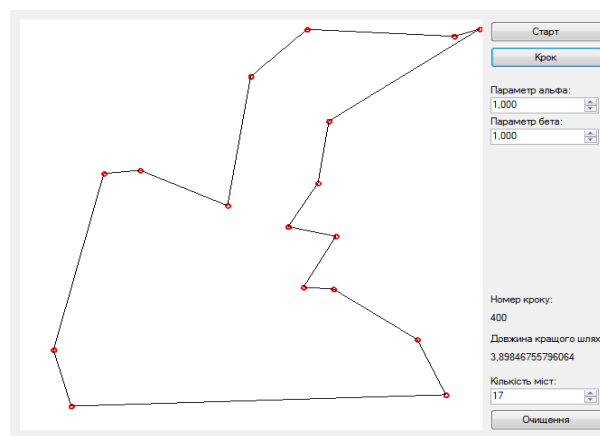 Старт
Крок
Параметр альфа:
1,000
Параметр бета:
1,000
Номер кроку:
400
Довжина кращого шлях
3,89846755796064
Кількість міст:
17
Очищення